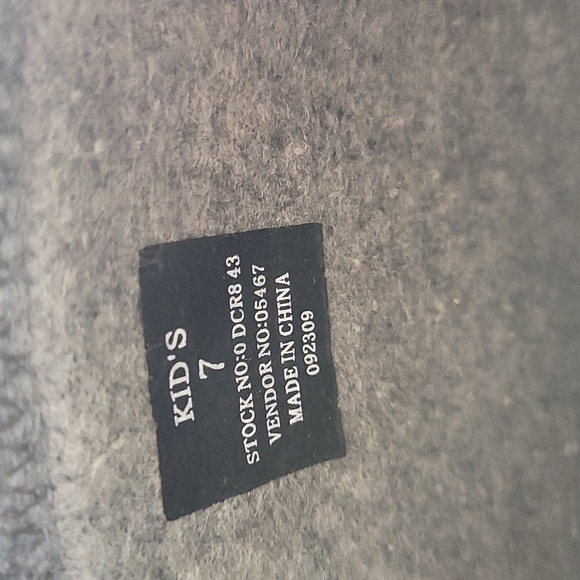 KID'S
7
STOCK NO:0 DCR8 43
VENDOR NO:05467
MADE IN CHINA
092309